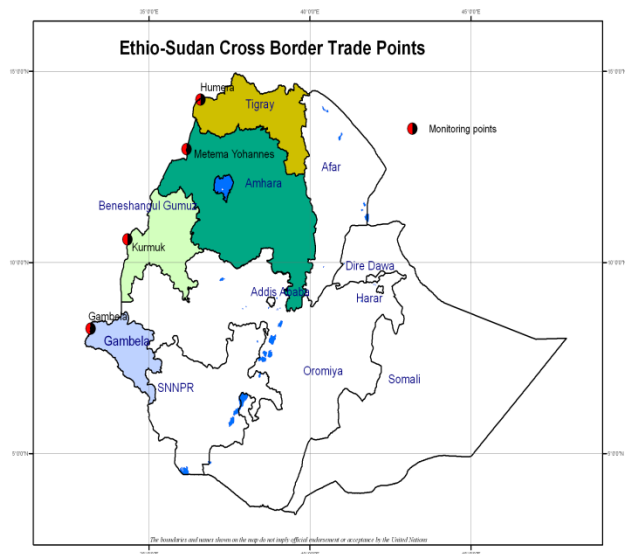 Ethio-Sudan Cross Border Trade Points
Humera
Tigray
Monitoring points
Metema Yohannes
Afar
Amhara
Beneshangul Gumuz
Kurmuk
Dire Dawa
Addis Ababa
Harar
Gambela
Gambela
Oromiya
Somali
SNNPR
The boundaries and names shown on the map do not imply official endorsement or acceptance by the United Nations